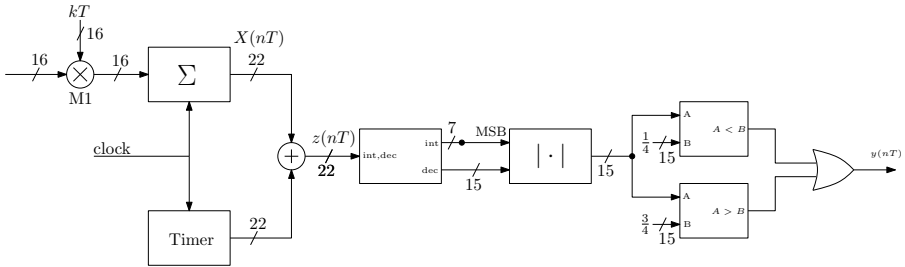 kT
16
16
16
M1
∑
X(nT)
22
clock
Timer
22
+
z(nT)
22
int,dec
int
dec
7
MSB
15
|·|
15
1/4
15
A
B
A < B
3/4
15
A
B
A > B
y(nT)